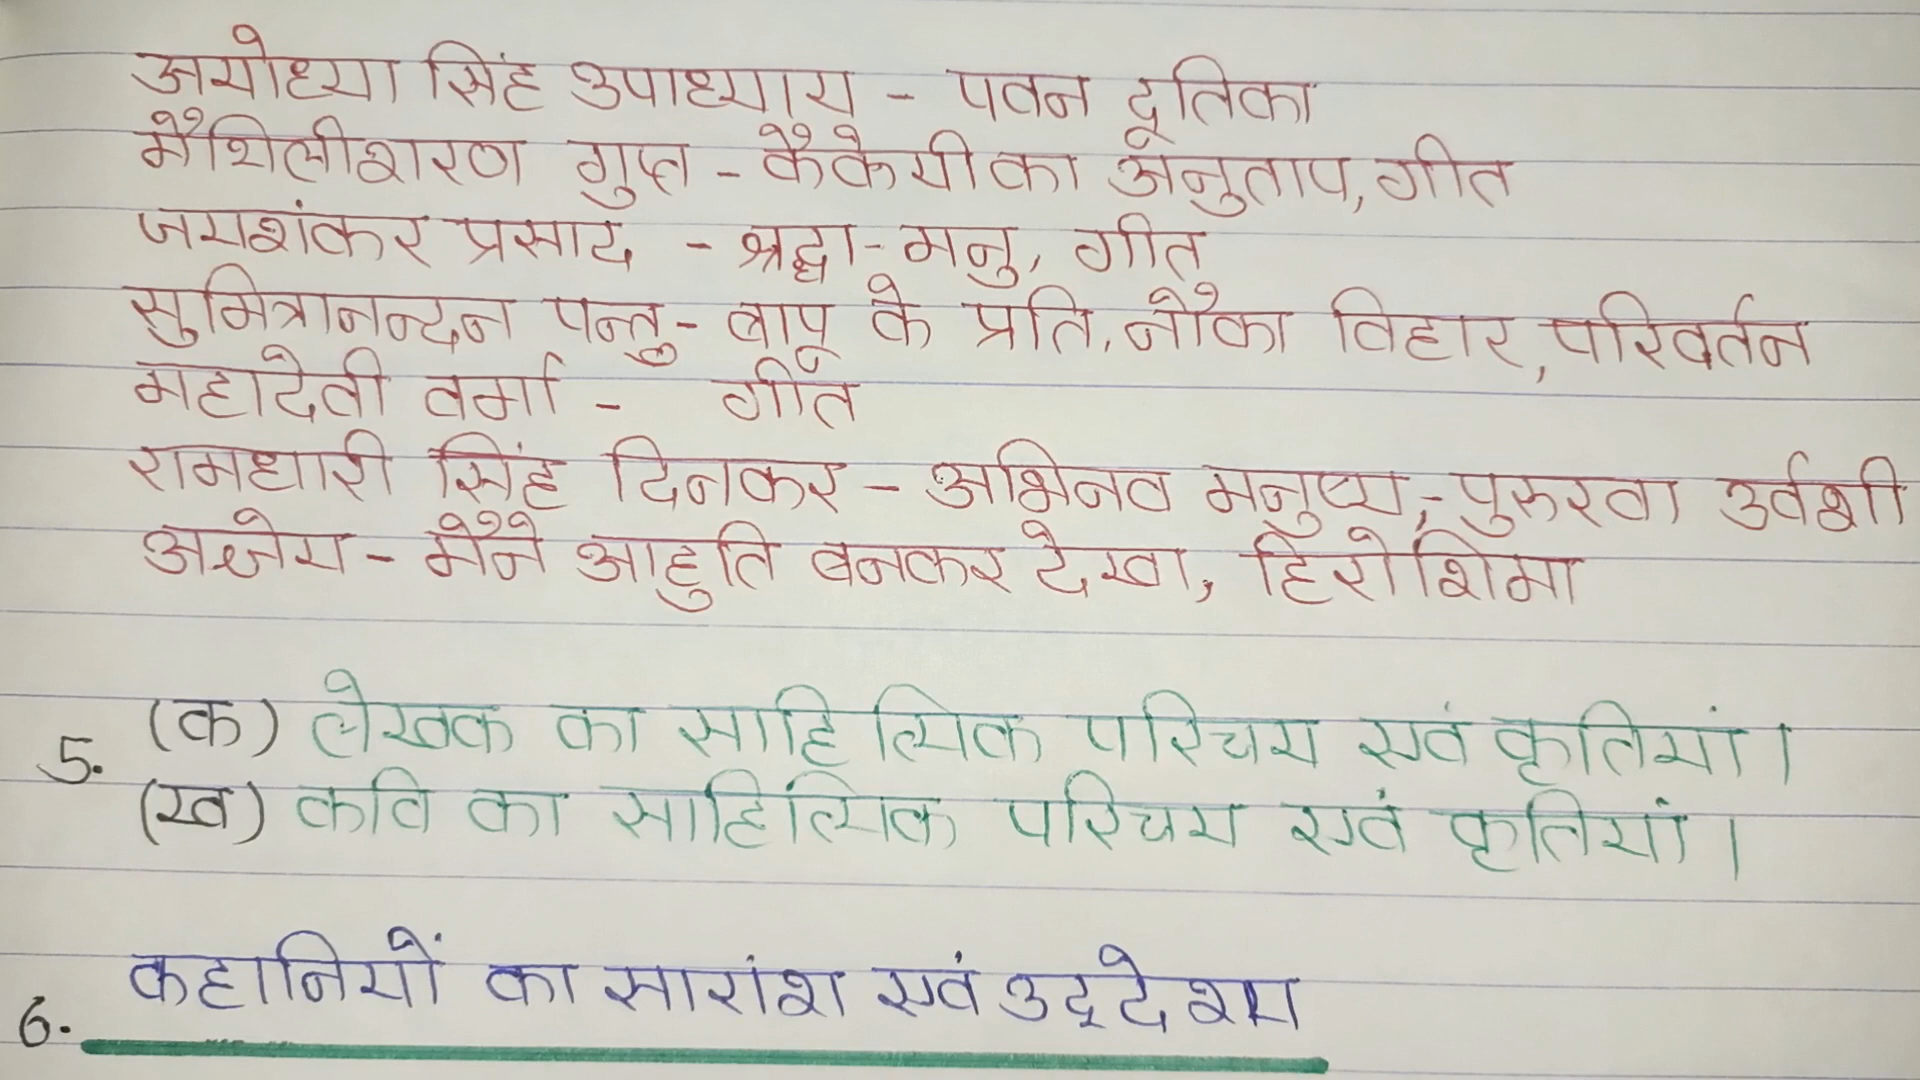 अयोध्या सिंह उपाध्याय - पवन दूतिका
मैथिलीशरण गुप्त - कैकेयी का अनुताप, गीत
जयशंकर प्रसाद - श्रद्धा-मनु, गीत
सुमित्रानन्दन पन्त - बापू के प्रति, नौका विहार, परिवर्तन
महादेवी वर्मा - गीत
रामधारी सिंह दिनकर - अभिनव मनुष्य, पुरुरवा उर्वशी
अज्ञेय - मैंने आहुति बनकर देखा, हिरोशिमा
5. (क) लेखक का साहित्यिक परिचय एवं कृतियां।
(ख) कवि का साहित्यिक परिचय एवं कृतियां।
6. कहानियों का सारांश एवं उद्देश्य